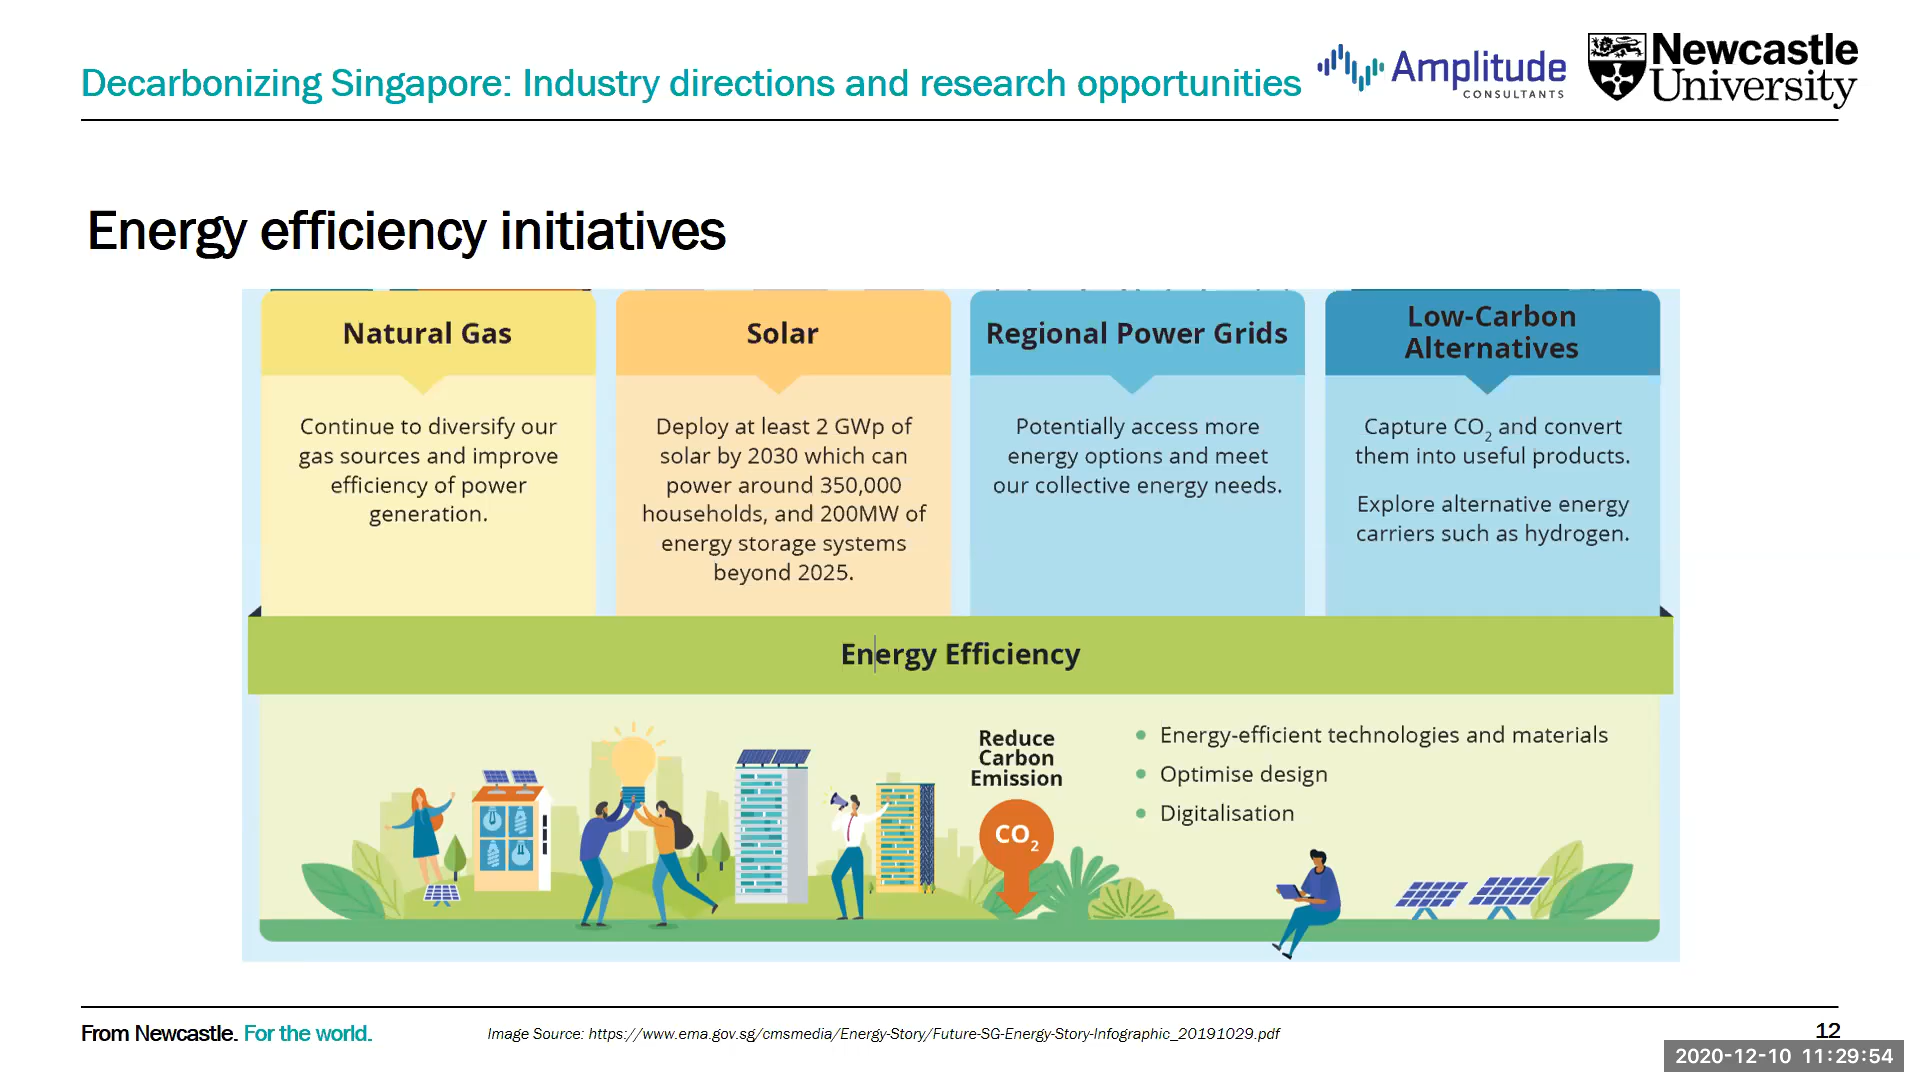 Decarbonizing Singapore: Industry directions and research opportunities
Amplitude
CONSULTANTS
Newcastle
University
Energy efficiency initiatives
Natural Gas
Continue to diversify our
gas sources and improve
efficiency of power
generation.
Solar
Deploy at least 2 GWp of
solar by 2030 which can
power around 350,000
households, and 200MW of
energy storage systems
beyond 2025.
Regional Power Grids
Potentially access more
energy options and meet
our collective energy needs.
Low-Carbon
Alternatives
Capture CO₂ and convert
them into useful products.
Explore alternative energy
carriers such as hydrogen.
Energy Efficiency
Reduce
Carbon
Emission
CO₂
• Energy-efficient technologies and materials
• Optimise design
• Digitalisation
From Newcastle. For the world.
Image Source: https://www.ema.gov.sg/cmsmedia/Energy-Story/Future-SG-Energy-Story-Infographic_20191029.pdf
12
2020-12-10 11:29:54